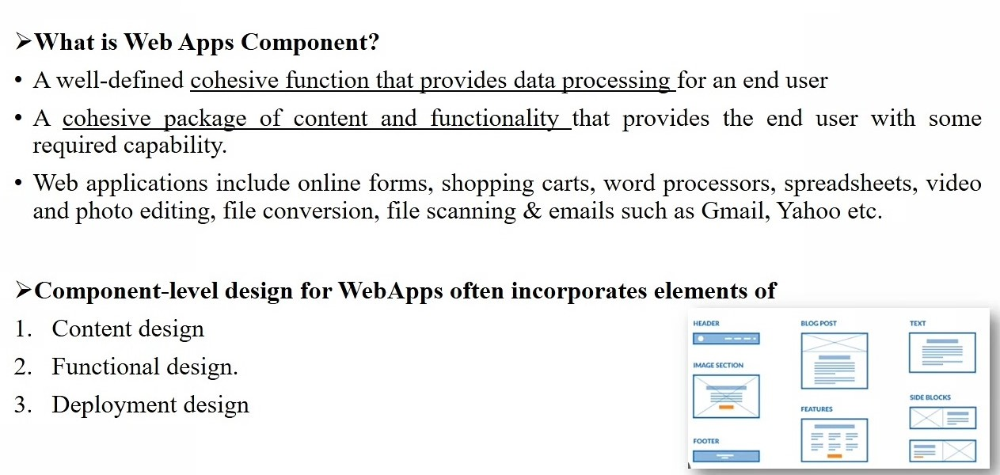 ➢What is Web Apps Component?
• A well-defined cohesive function that provides data processing for an end user
• A cohesive package of content and functionality that provides the end user with some
required capability.
• Web applications include online forms, shopping carts, word processors, spreadsheets, video
and photo editing, file conversion, file scanning & emails such as Gmail, Yahoo etc.
➢Component-level design for WebApps often incorporates elements of
1. Content design
2. Functional design.
3. Deployment design
HEADER
IMAGE SECTION
FOOTER
BLOG POST
FEATURES
TEXT
SIDE BLOCKS